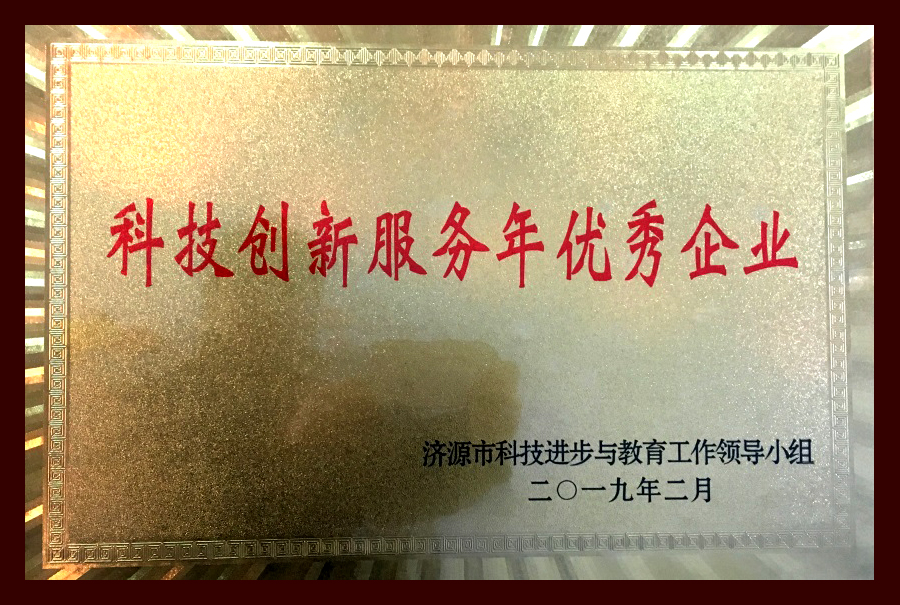 科技创新服务年优秀企业
济源市科技进步与教育工作领导小组
二〇一九年二月